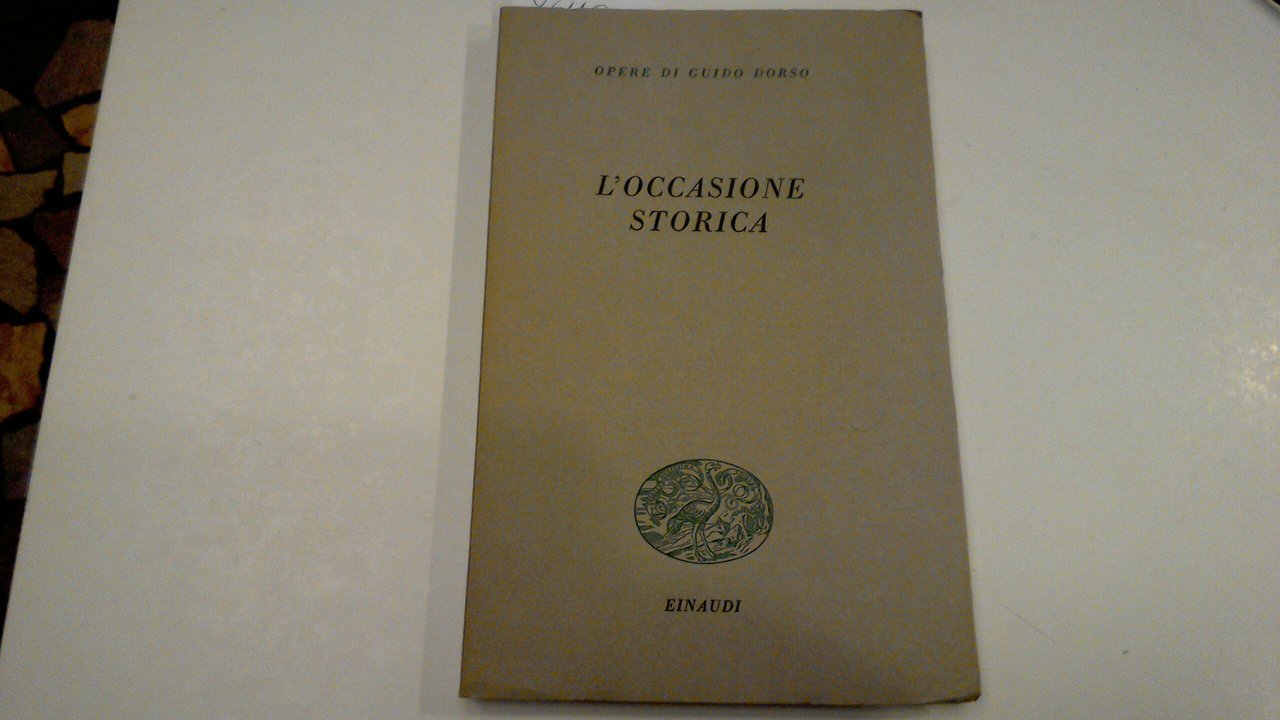 OPERE DI GUIDO DORSO
L'OCCASIONE
STORICA
EINAUDI